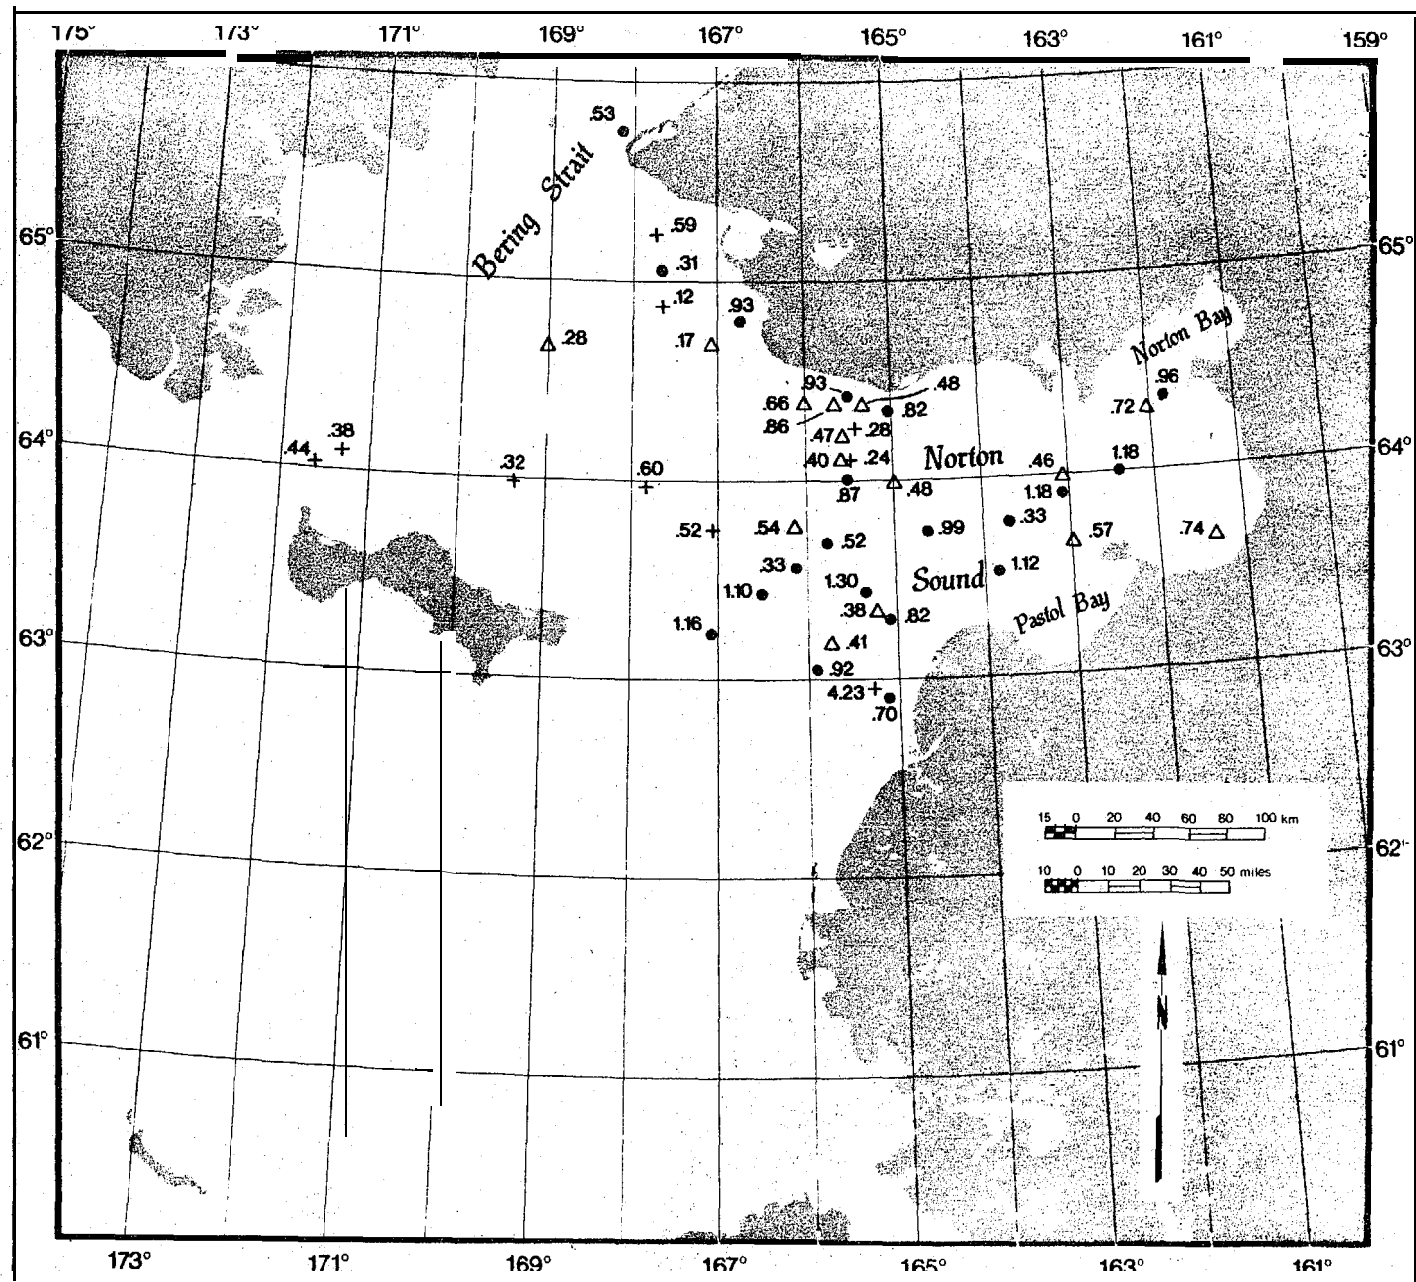 175° 173° 171° 169° 167° 165° 163° 161° 159°
.53
Bering Strait
.59
65° 65°
.31
.12
.93
.28
.17
Norton Bay
.96
.93 .48
.66 .82 .72
.86
.47 .28
64° 64°
.44 .38
.32 .60
.40 .24 Norton .46 1.18
.87 .48 1.18
.52 .54 .52 .99 .33 .57 .74
.33
1.10 1.30 Sound 1.12
.38 .82 Pastol Bay
1.16
63° 63°
.41
.92
4.23
.70
15 0 20 40 60 80 100 km
62° 62°
10 0 10 20 30 40 50 miles
N
61° 61°
173° 171° 169° 167° 165° 163° 161°